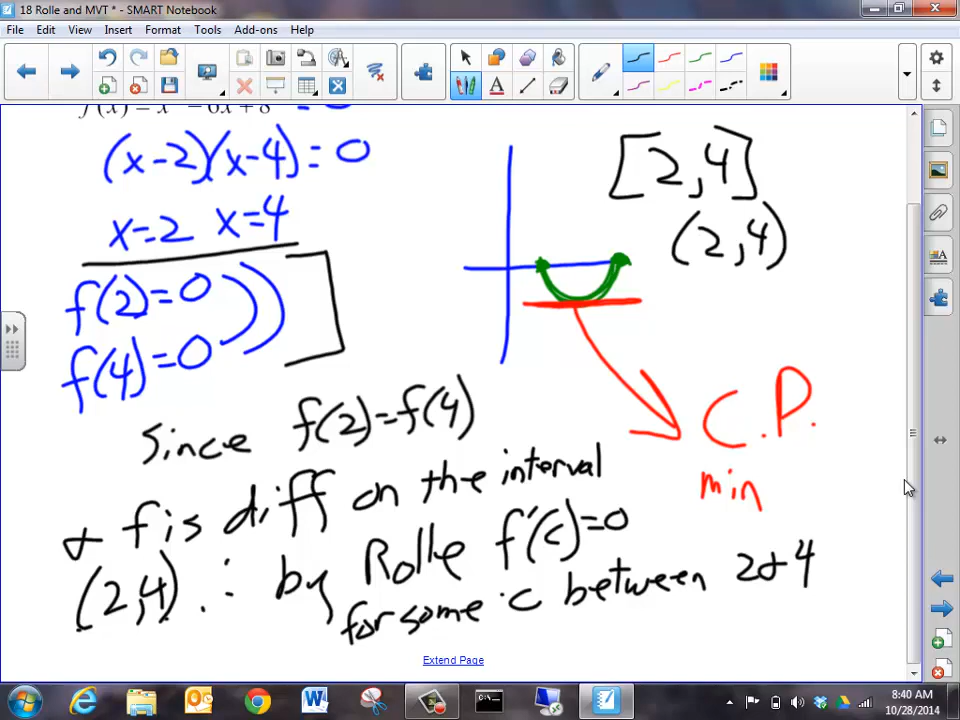 18 Rolle and MVT * - SMART Notebook
File Edit View Insert Format Tools Add-ons Help
= 0
(x-2)(x-4)=0
x=2 x=4
f(2)=0
f(4)=0
[2,4]
(2,4)
C.P.
min
Since f(2)=f(4)
& f is diff on the interval
(2,4). ∴ by Rolle f'(c)=0
for some c between 2 & 4
Extend Page
8:40 AM
10/28/2014